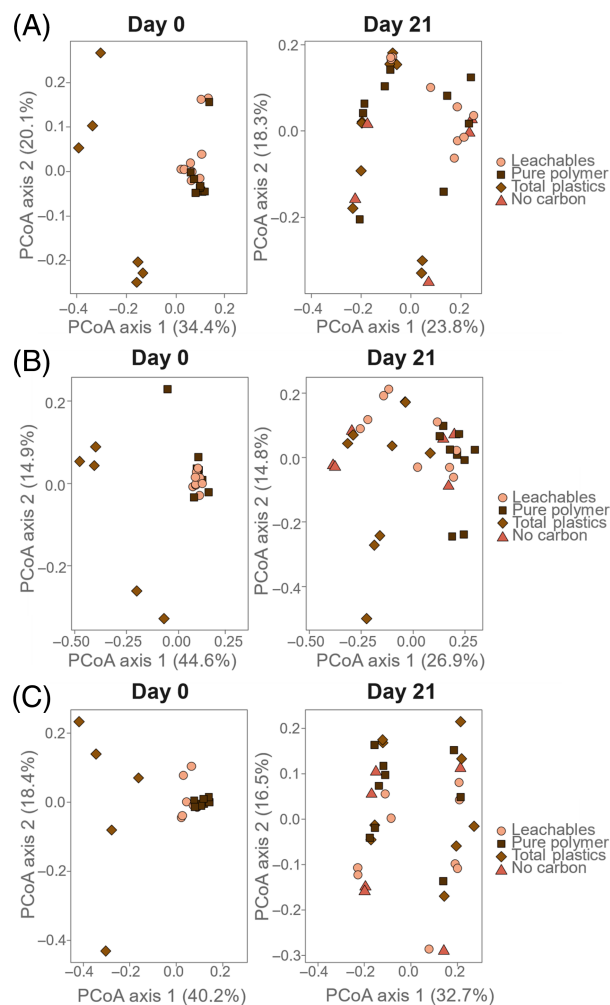 (A)
Day 0
Day 21
PCoA axis 2 (20.1%)
0.2
0.1
0.0
−0.1
−0.2
−0.4
−0.2
0.0
0.2
PCoA axis 1 (34.4%)
PCoA axis 2 (18.3%)
0.2
0.0
−0.2
−0.4
−0.2
0.0
0.2
PCoA axis 1 (23.8%)
Leachables
Pure polymer
Total plastics
No carbon
(B)
Day 0
Day 21
PCoA axis 2 (14.9%)
0.2
0.0
−0.2
−0.50
−0.25
0.00
0.25
PCoA axis 1 (44.6%)
PCoA axis 2 (14.8%)
0.2
0.0
−0.2
−0.4
−0.50
−0.25
0.00
0.25
PCoA axis 1 (26.9%)
Leachables
Pure polymer
Total plastics
No carbon
(C)
Day 0
Day 21
PCoA axis 2 (18.4%)
0.2
0.0
−0.2
−0.4
−0.4
−0.2
0.0
0.2
PCoA axis 1 (40.2%)
PCoA axis 2 (16.5%)
0.2
0.1
0.0
−0.1
−0.2
−0.3
−0.4
−0.2
0.0
0.2
PCoA axis 1 (32.7%)
Leachables
Pure polymer
Total plastics
No carbon